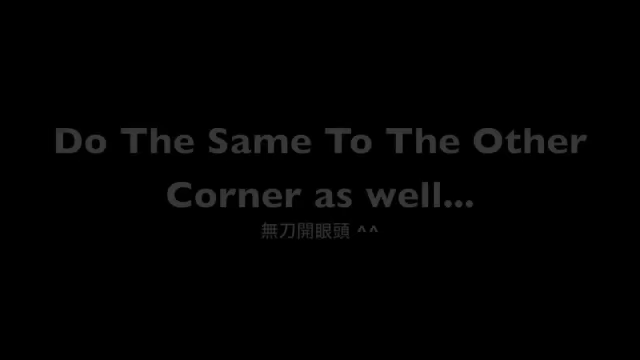 Do The Same To The Other
Corner as well...
無刀開眼頭 ^^